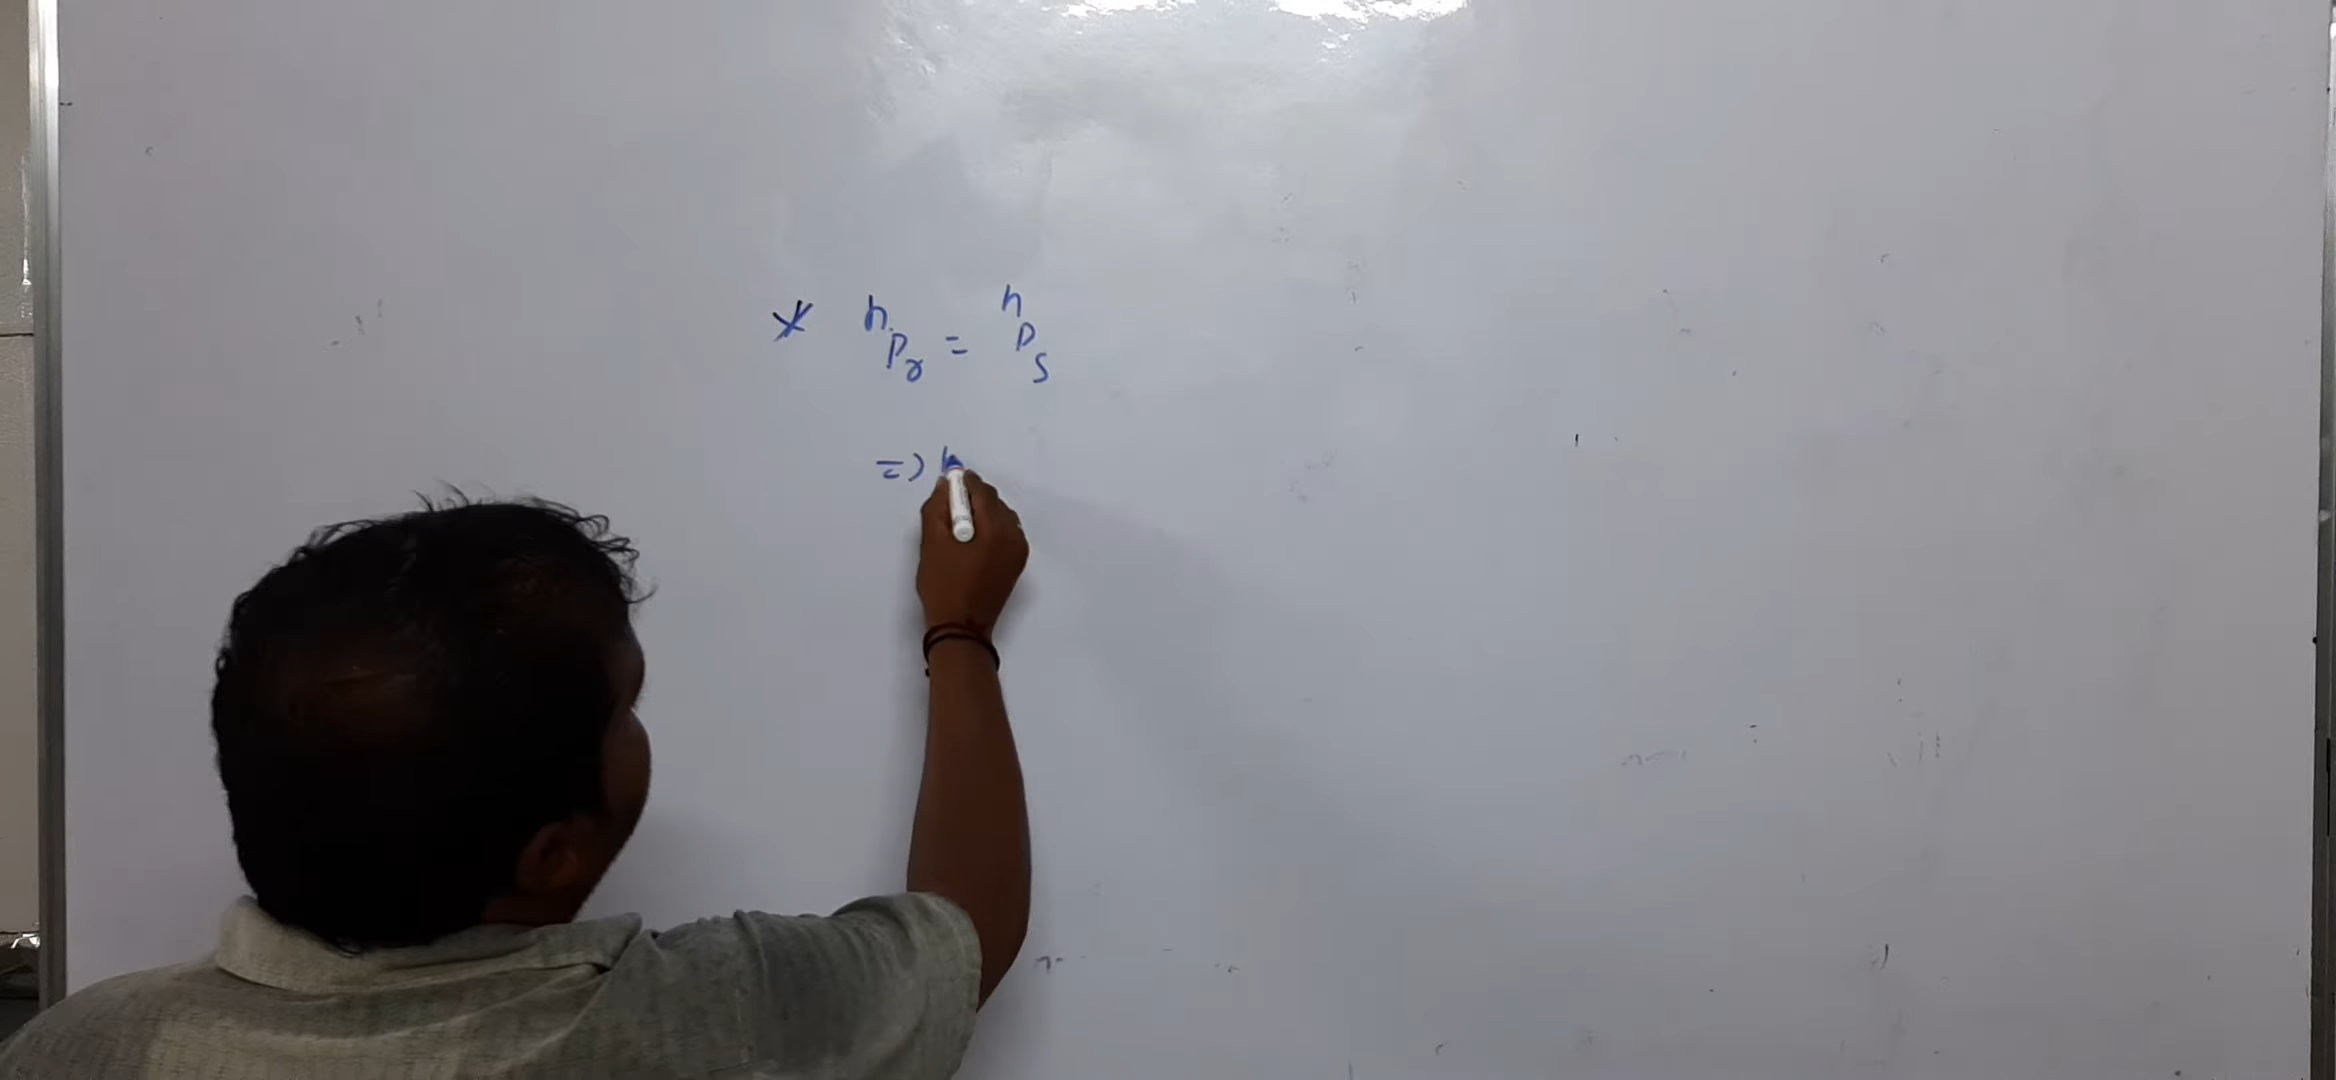 * nPr = nPs
=>